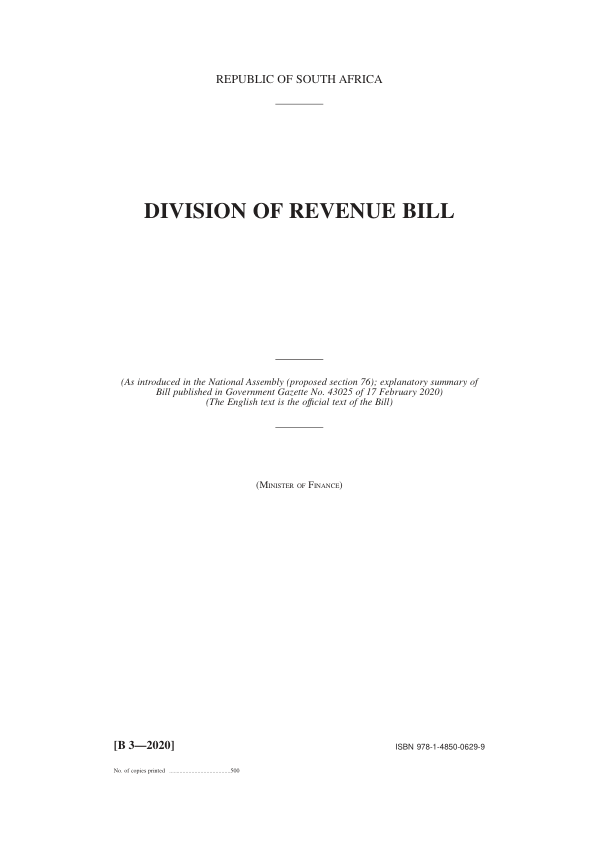 REPUBLIC OF SOUTH AFRICA
DIVISION OF REVENUE BILL
(As introduced in the National Assembly (proposed section 76); explanatory summary of
Bill published in Government Gazette No. 43025 of 17 February 2020)
(The English text is the official text of the Bill)
(Minister of Finance)
[B 3—2020]
ISBN 978-1-4850-0629-9
No. of copies printed .........................................500